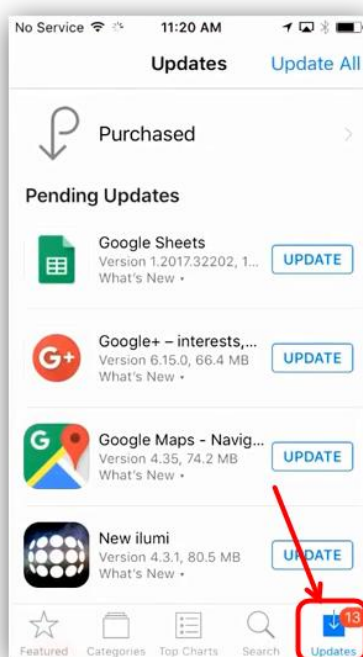 No Service 11:20 AM
Updates Update All
Purchased
Pending Updates
Google Sheets
Version 1.2017.32202, 1...
What's New •
UPDATE
G+
Google+ – interests,...
Version 6.15.0, 66.4 MB
What's New •
UPDATE
G
Google Maps - Navig...
Version 4.35, 74.2 MB
What's New •
UPDATE
New ilumi
Version 4.3.1, 80.5 MB
What's New •
UPDATE
13
Featured Categories Top Charts Search Updates